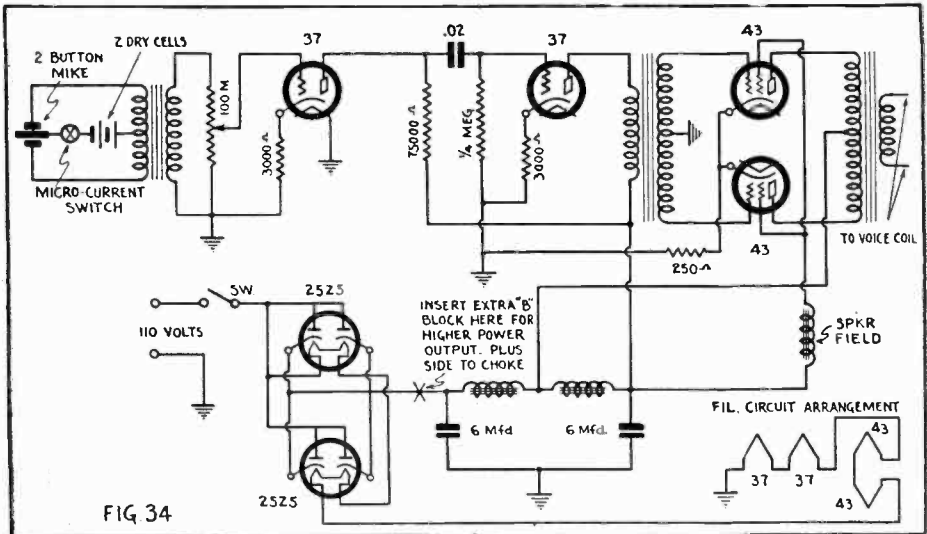 2 BUTTON
MIKE
2 DRY CELLS
MICRO-CURRENT
SWITCH
100 M
37
3000 Ω
75000 Ω
.02
1/4 MEG
37
3000 Ω
43
43
250 Ω
TO VOICE COIL
SPKR
FIELD
110 VOLTS
SW.
25Z5
25Z5
INSERT EXTRA "B"
BLOCK HERE FOR
HIGHER POWER
OUTPUT. PLUS
SIDE TO CHOKE
6 Mfd
6 Mfd.
FIL. CIRCUIT ARRANGEMENT
37
37
43
43
FIG 34